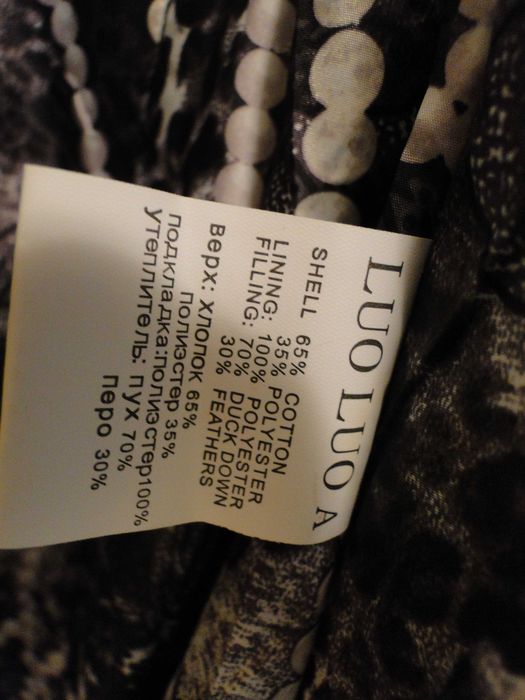 LUO LUO A
SHELL 65% COTTON
35% POLYESTER
LINING: 100% POLYESTER
FILLING: 70% DUCK DOWN
30% FEATHERS
Верх: хлопок 65%
полиэстер 35%
подкладка:полиэстер100%
утеплитель: пух 70%
перо 30%